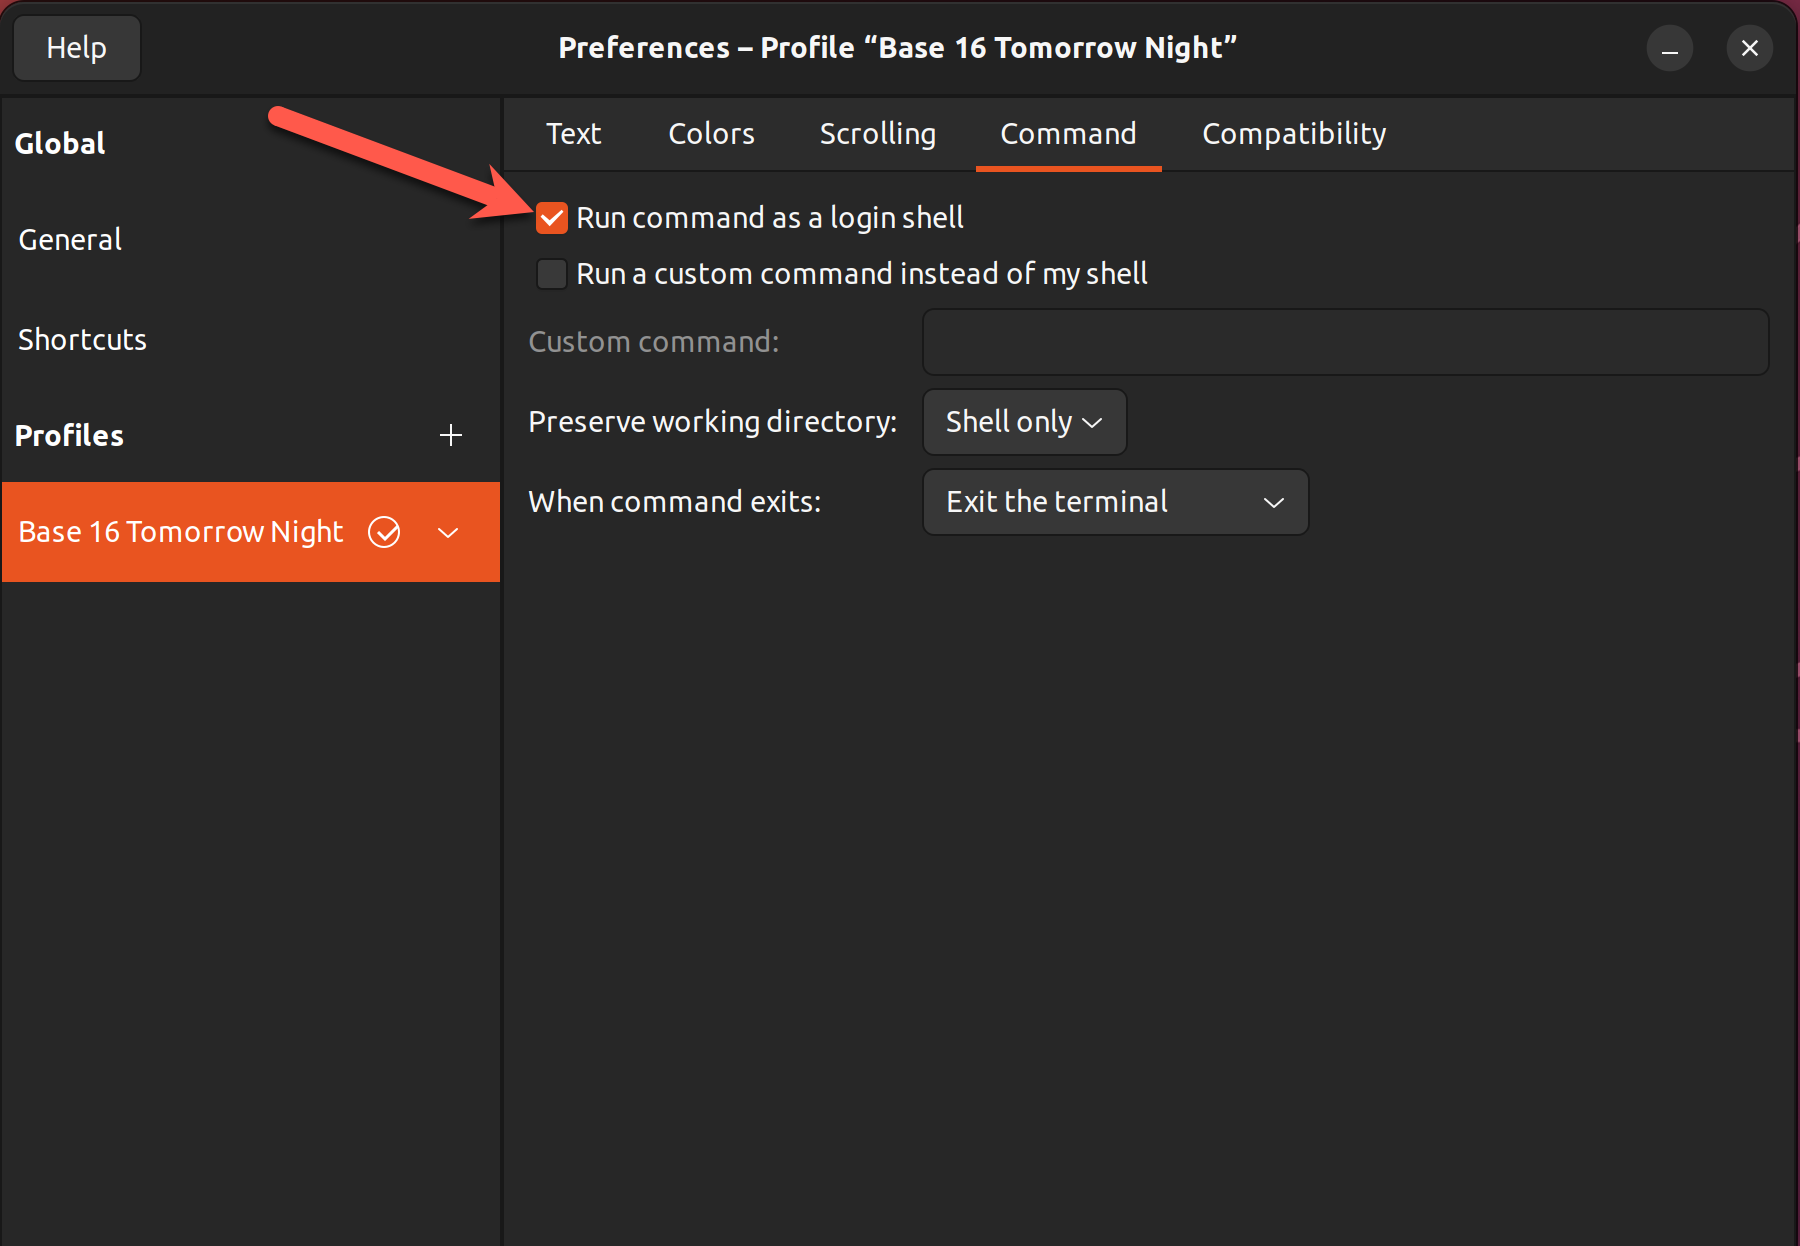 Help
Preferences – Profile “Base 16 Tomorrow Night”
Global
General
Shortcuts
Profiles
Base 16 Tomorrow Night
Text Colors Scrolling Command Compatibility
Run command as a login shell
Run a custom command instead of my shell
Custom command:
Preserve working directory: Shell only
When command exits: Exit the terminal